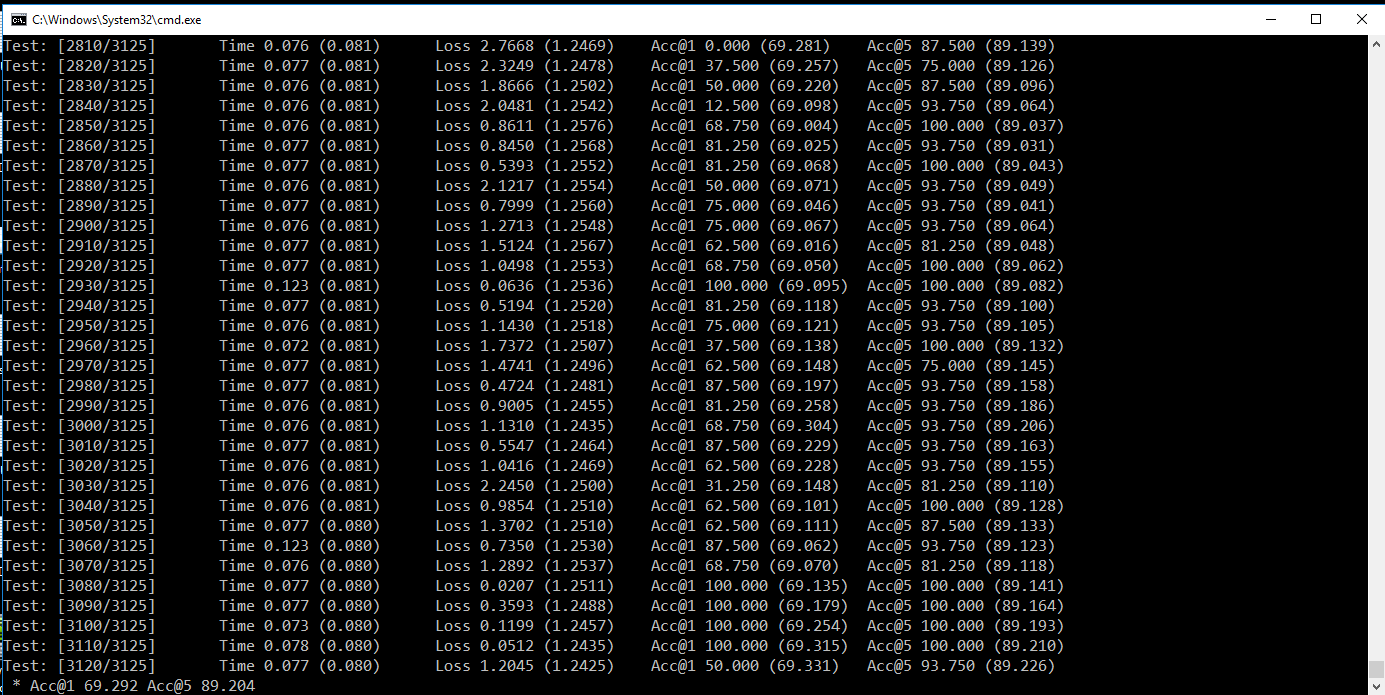 C:\Windows\System32\cmd.exe
Test: [2810/3125] Time 0.076 (0.081) Loss 2.7668 (1.2469) Acc@1 0.000 (69.281) Acc@5 87.500 (89.139)
Test: [2820/3125] Time 0.077 (0.081) Loss 2.3249 (1.2478) Acc@1 37.500 (69.257) Acc@5 75.000 (89.126)
Test: [2830/3125] Time 0.076 (0.081) Loss 1.8666 (1.2502) Acc@1 50.000 (69.220) Acc@5 87.500 (89.096)
Test: [2840/3125] Time 0.076 (0.081) Loss 2.0481 (1.2542) Acc@1 12.500 (69.098) Acc@5 93.750 (89.064)
Test: [2850/3125] Time 0.076 (0.081) Loss 0.8611 (1.2576) Acc@1 68.750 (69.004) Acc@5 100.000 (89.037)
Test: [2860/3125] Time 0.077 (0.081) Loss 0.8450 (1.2568) Acc@1 81.250 (69.025) Acc@5 93.750 (89.031)
Test: [2870/3125] Time 0.076 (0.081) Loss 0.5393 (1.2552) Acc@1 81.250 (69.068) Acc@5 100.000 (89.043)
Test: [2880/3125] Time 0.076 (0.081) Loss 2.1217 (1.2554) Acc@1 50.000 (69.071) Acc@5 93.750 (89.049)
Test: [2890/3125] Time 0.077 (0.081) Loss 0.7999 (1.2560) Acc@1 75.000 (69.046) Acc@5 93.750 (89.041)
Test: [2900/3125] Time 0.076 (0.081) Loss 1.2713 (1.2548) Acc@1 75.000 (69.067) Acc@5 93.750 (89.064)
Test: [2910/3125] Time 0.077 (0.081) Loss 1.5124 (1.2567) Acc@1 62.500 (69.016) Acc@5 81.250 (89.048)
Test: [2920/3125] Time 0.077 (0.081) Loss 1.0498 (1.2553) Acc@1 68.750 (69.050) Acc@5 100.000 (89.062)
Test: [2930/3125] Time 0.123 (0.081) Loss 0.0636 (1.2536) Acc@1 100.000 (69.095) Acc@5 100.000 (89.082)
Test: [2940/3125] Time 0.077 (0.081) Loss 0.5194 (1.2520) Acc@1 81.250 (69.118) Acc@5 93.750 (89.100)
Test: [2950/3125] Time 0.076 (0.081) Loss 1.1430 (1.2518) Acc@1 75.000 (69.121) Acc@5 93.750 (89.105)
Test: [2960/3125] Time 0.072 (0.081) Loss 1.7372 (1.2507) Acc@1 37.500 (69.138) Acc@5 100.000 (89.132)
Test: [2970/3125] Time 0.077 (0.081) Loss 1.4741 (1.2496) Acc@1 62.500 (69.148) Acc@5 75.000 (89.145)
Test: [2980/3125] Time 0.077 (0.081) Loss 0.4724 (1.2481) Acc@1 87.500 (69.197) Acc@5 93.750 (89.158)
Test: [2990/3125] Time 0.076 (0.081) Loss 0.9005 (1.2455) Acc@1 81.250 (69.258) Acc@5 93.750 (89.186)
Test: [3000/3125] Time 0.076 (0.081) Loss 1.1310 (1.2435) Acc@1 68.750 (69.304) Acc@5 93.750 (89.206)
Test: [3010/3125] Time 0.077 (0.081) Loss 0.5547 (1.2464) Acc@1 87.500 (69.229) Acc@5 93.750 (89.163)
Test: [3020/3125] Time 0.076 (0.081) Loss 1.0416 (1.2469) Acc@1 62.500 (69.228) Acc@5 93.750 (89.155)
Test: [3030/3125] Time 0.076 (0.081) Loss 2.2450 (1.2500) Acc@1 31.250 (69.148) Acc@5 81.250 (89.110)
Test: [3040/3125] Time 0.076 (0.081) Loss 0.9854 (1.2510) Acc@1 62.500 (69.101) Acc@5 100.000 (89.128)
Test: [3050/3125] Time 0.077 (0.080) Loss 1.3702 (1.2510) Acc@1 62.500 (69.111) Acc@5 87.500 (89.133)
Test: [3060/3125] Time 0.123 (0.080) Loss 0.7350 (1.2530) Acc@1 87.500 (69.062) Acc@5 93.750 (89.123)
Test: [3070/3125] Time 0.076 (0.080) Loss 1.2892 (1.2537) Acc@1 68.750 (69.070) Acc@5 81.250 (89.118)
Test: [3080/3125] Time 0.077 (0.080) Loss 0.0207 (1.2511) Acc@1 100.000 (69.135) Acc@5 100.000 (89.141)
Test: [3090/3125] Time 0.077 (0.080) Loss 0.3593 (1.2488) Acc@1 100.000 (69.179) Acc@5 100.000 (89.164)
Test: [3100/3125] Time 0.073 (0.080) Loss 0.1199 (1.2457) Acc@1 100.000 (69.254) Acc@5 100.000 (89.193)
Test: [3110/3125] Time 0.078 (0.080) Loss 0.0512 (1.2435) Acc@1 100.000 (69.315) Acc@5 100.000 (89.210)
Test: [3120/3125] Time 0.077 (0.080) Loss 1.2045 (1.2425) Acc@1 50.000 (69.331) Acc@5 93.750 (89.226)
* Acc@1 69.292 Acc@5 89.204